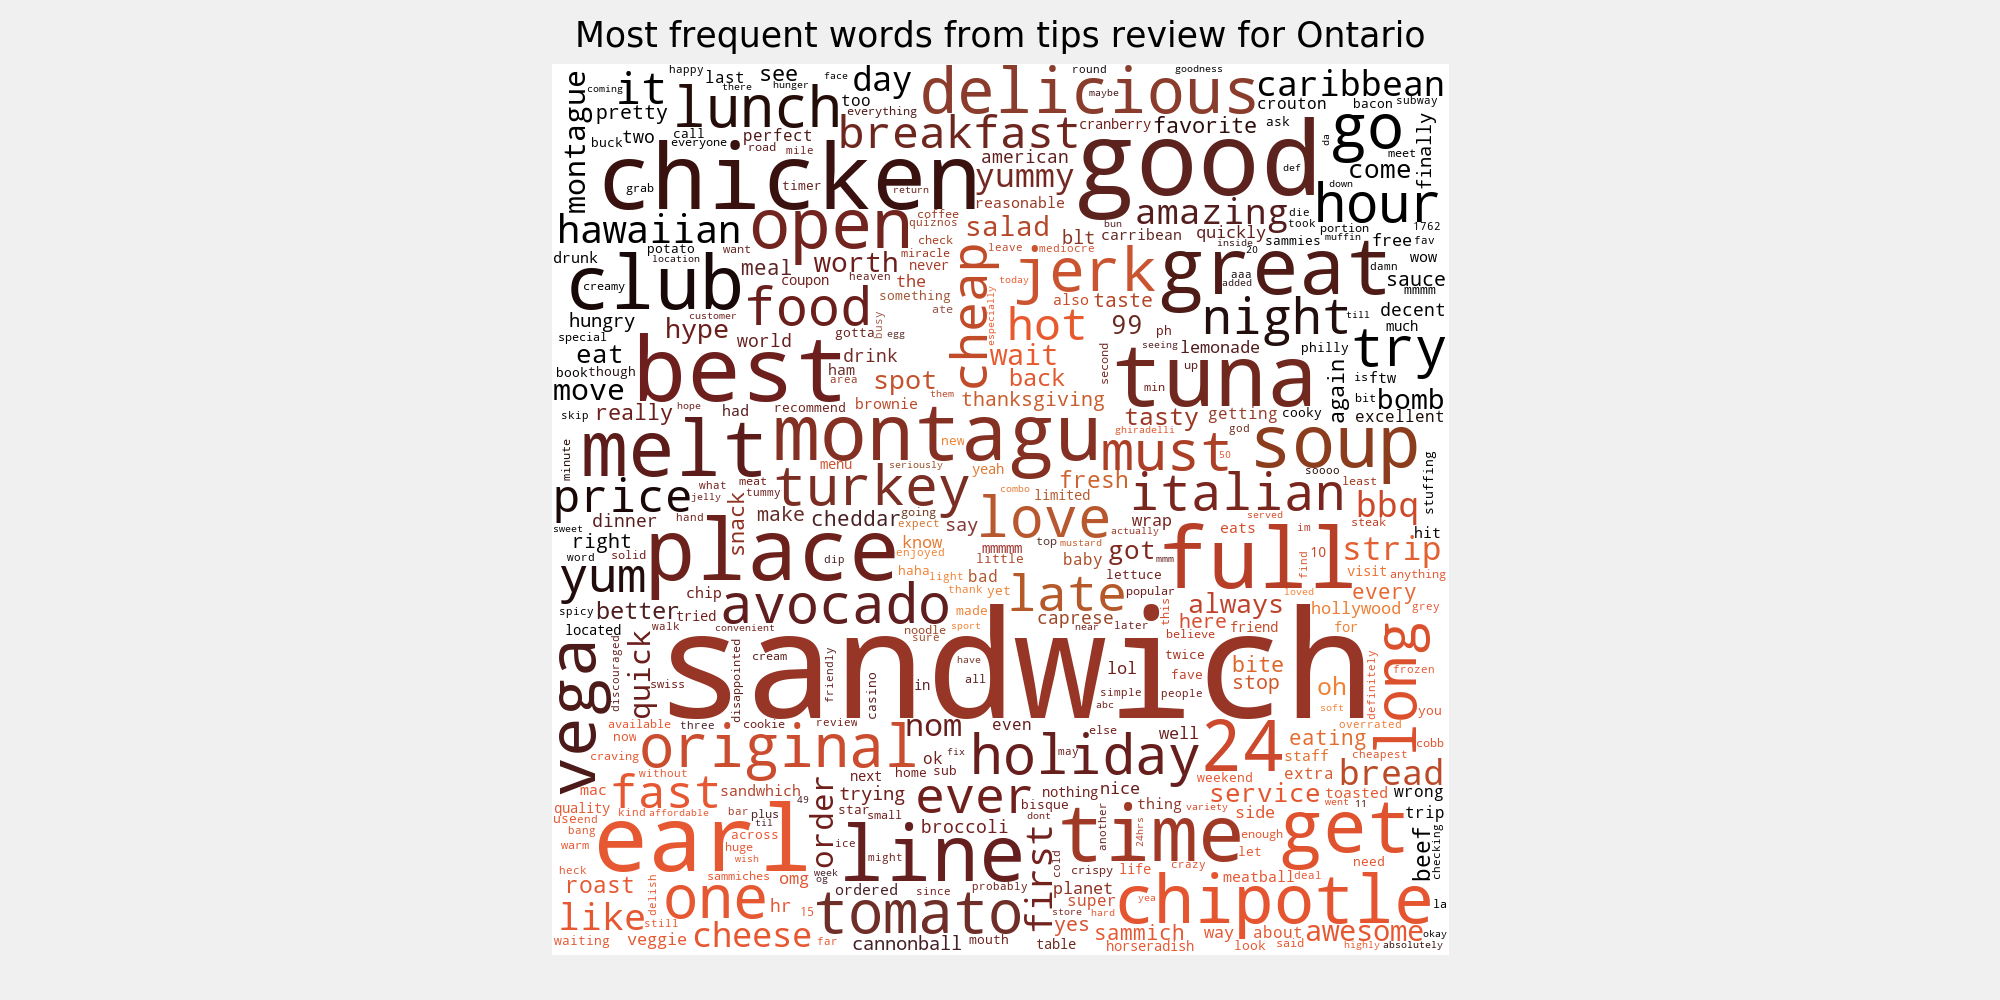 Most frequent words from tips review for Ontario
happy last see face day delicious round goodness caribbean
montague coming it there hunger too maybe crouton bacon subway
pretty lunch everything breakfast cranberry favorite ask da go finally
buck two call perfect everyone road mile american good def meet come
chicken grab timer return yummy down hour
reasonable amazing die took portion 1762
hawaiian open coffee quiznos salad bun quickly inside sammies muffin free fav
potato want check blt carribean
drunk location worth miracle leave mediocre 20 damn wow
club meal never cheap jerk great aaa sauce
creamy coupon heaven the today added mmmm
food something also taste
customer ate especially hot 99 night till decent
hungry hype busy gotta egg ph much
special world wait seeing lemonade philly try
eat best drink second up
book though ham area spot back tuna min again is ftw
move them bit bomb
skip really hope had recommend brownie thanksgiving tasty getting cooky excellent
montagu new ghiradelli god soup
minute melt must 50
menu seriously yeah soooo stuffing
price what meat turkey fresh italian least
jelly tummy combo limited bbq
sweet dinner hand snack make cheddar going expect say love wrap served steak
right place actually eats im hit
word solid know enjoyed mmmmm top mustard got mmm full 10 strip
yum dip haha light little baby lettuce find visit anything
chip bad late popular loved every
spicy better tried avocado thank yet made this always hollywood grey
located walk convenient noodle sport caprese near later here friend for
vega discouraged quick sandwich sure believe long
disappointed cream friendly have lol twice bite frozen
swiss casino in all simple fave people stop oh definitely
abc soft
available three cookie review nom even overrated you
now original else well 24 eating cobb
craving ok fix holiday may staff cheapest
without next home sub weekend extra bread
mac fast sandwhich order trying ever nothing nice service toasted wrong
quality kind affordable 49 bar plus star small bisque thing variety side went 11 trip
use end til broccoli dont
bang earl across line first another 24hrs time enough get beef checking
warm huge ice let
wish might cold crazy need
heck week crispy life
roast sammiches omg og ordered since probably planet meatball deal
delish one super yea chipotle la
like still hr 15 tomato store hard
yes sammich way about awesome okay
waiting veggie cheese far cannonball mouth table horseradish look said highly absolutely